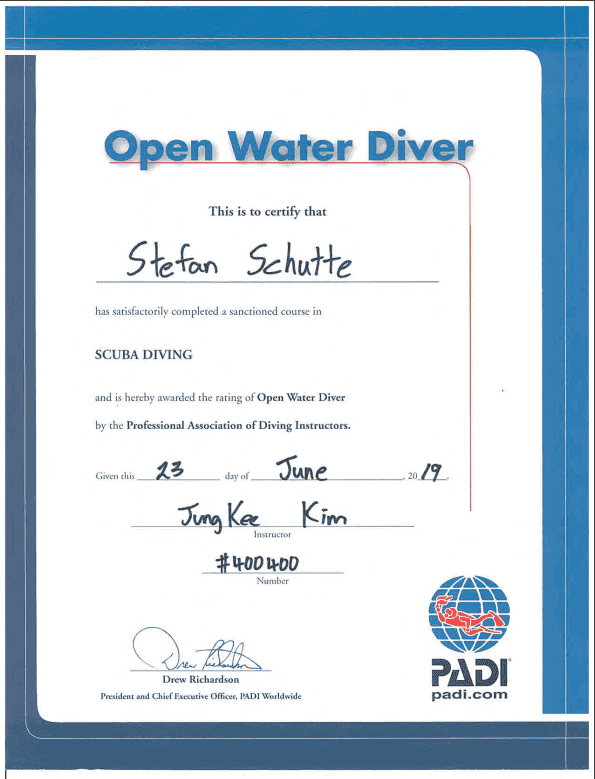 Open Water Diver
This is to certify that
Stefan Schutte
has satisfactorily completed a sanctioned course in
SCUBA DIVING
and is hereby awarded the rating of Open Water Diver
by the Professional Association of Diving Instructors.
Given this 23 day of June, 2019.
JungKee Kim
Instructor
#400400
Number
Drew Richardson
Drew Richardson
President and Chief Executive Officer, PADI Worldwide
PADI
padi.com